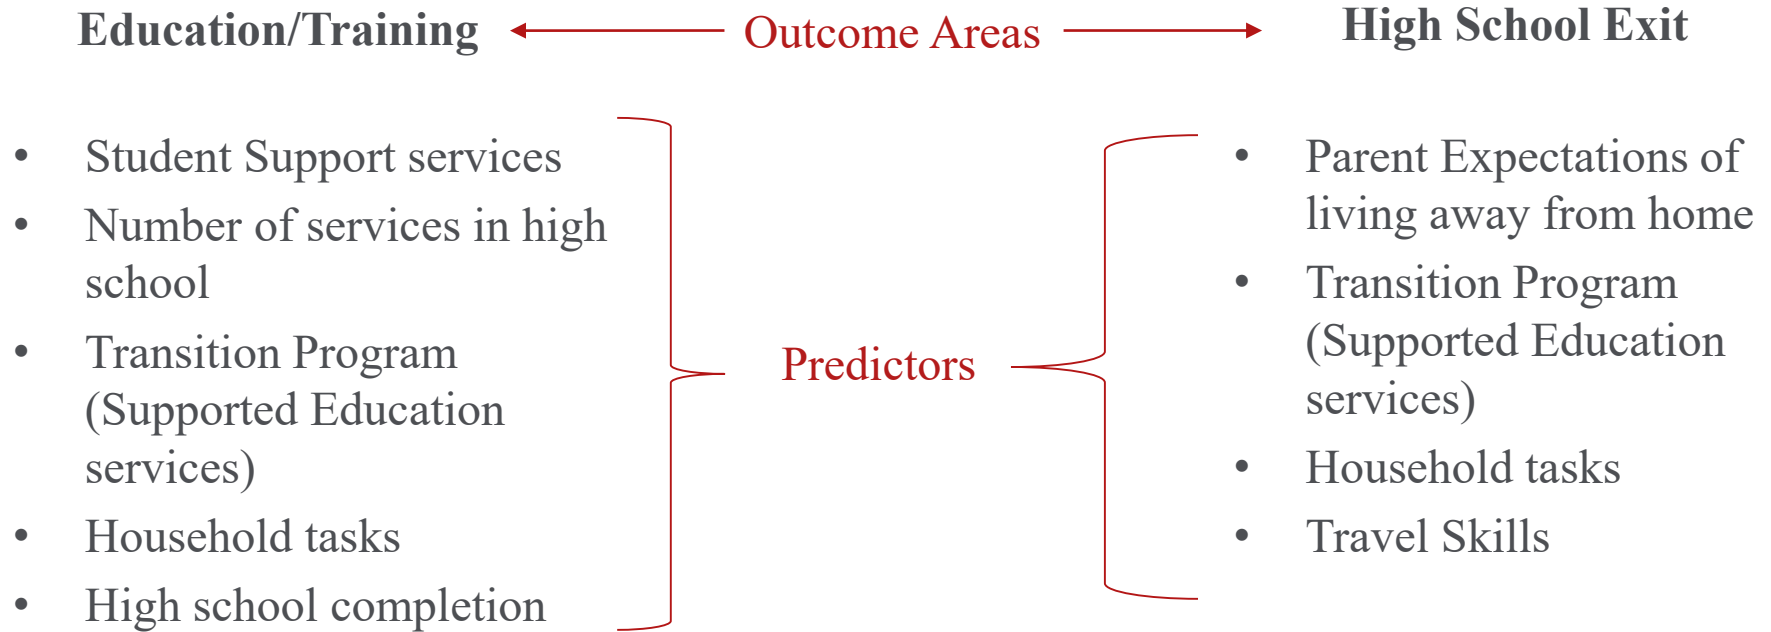 Education/Training
Outcome Areas
High School Exit
• Student Support services
• Number of services in high
school
• Transition Program
(Supported Education
services)
• Household tasks
• High school completion
Predictors
• Parent Expectations of
living away from home
• Transition Program
(Supported Education
services)
• Household tasks
• Travel Skills